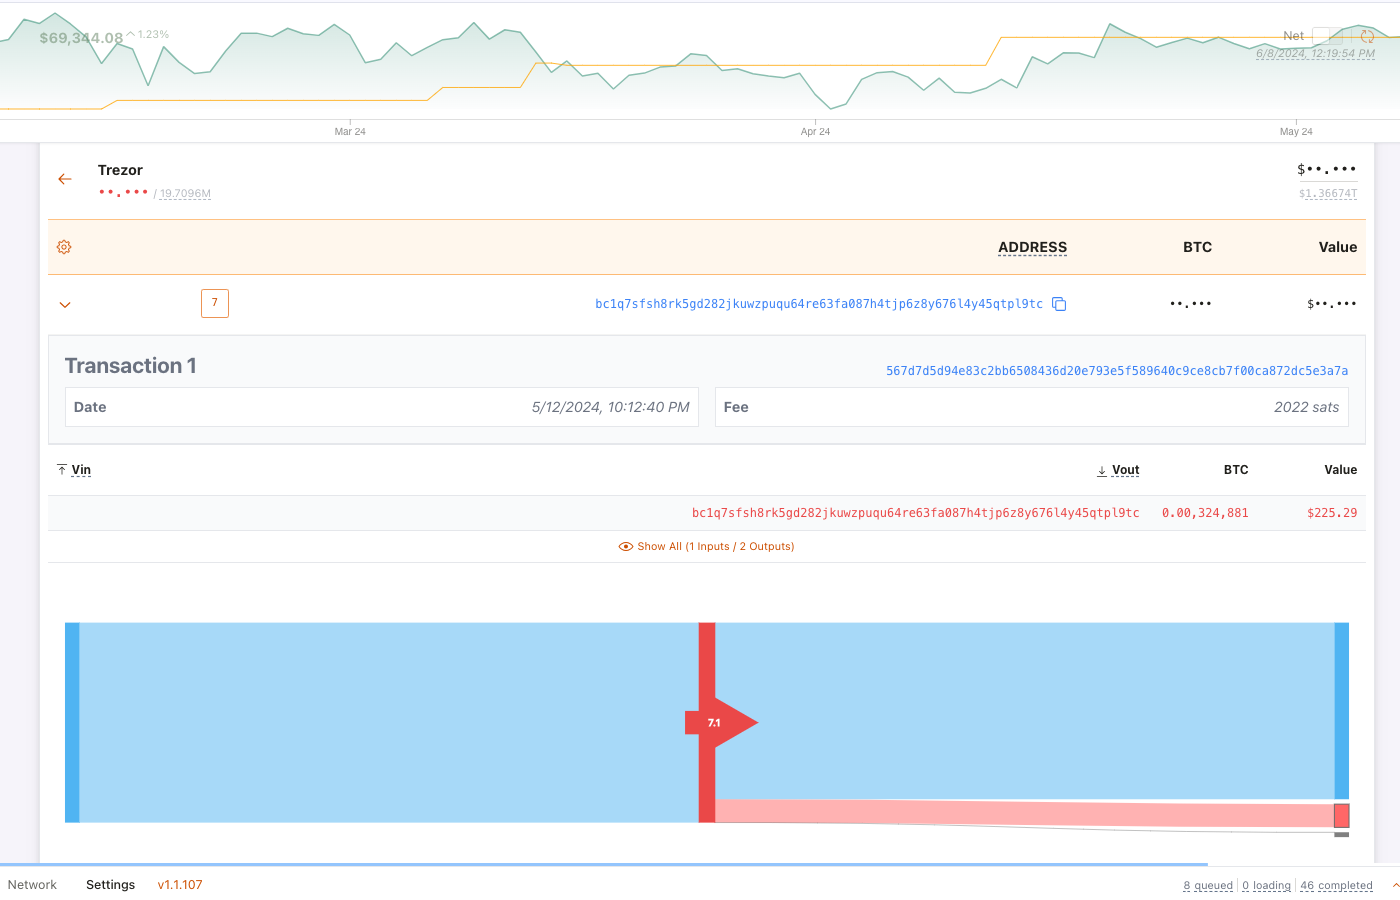 $69,344.08 ^ 1.23%
Net
6/8/2024, 12:19:54 PM
Mar 24 Apr 24 May 24
Trezor
$••.•••
••.••• / 19.7096M
$1.36674T
ADDRESS BTC Value
7 bc1q7sfsh8rk5gd282jkuwzpuqu64re63fa087h4tjp6z8y676l4y45qtpl9tc ••.••• $••.•••
Transaction 1
567d7d5d94e83c2bb6508436d20e793e5f589640c9ce8cb7f00ca872dc5e3a7a
Date 5/12/2024, 10:12:40 PM Fee 2022 sats
Vin Vout BTC Value
bc1q7sfsh8rk5gd282jkuwzpuqu64re63fa087h4tjp6z8y676l4y45qtpl9tc 0.00,324,881 $225.29
Show All (1 Inputs / 2 Outputs)
7.1
Network Settings v1.1.107 8 queued 0 loading 46 completed